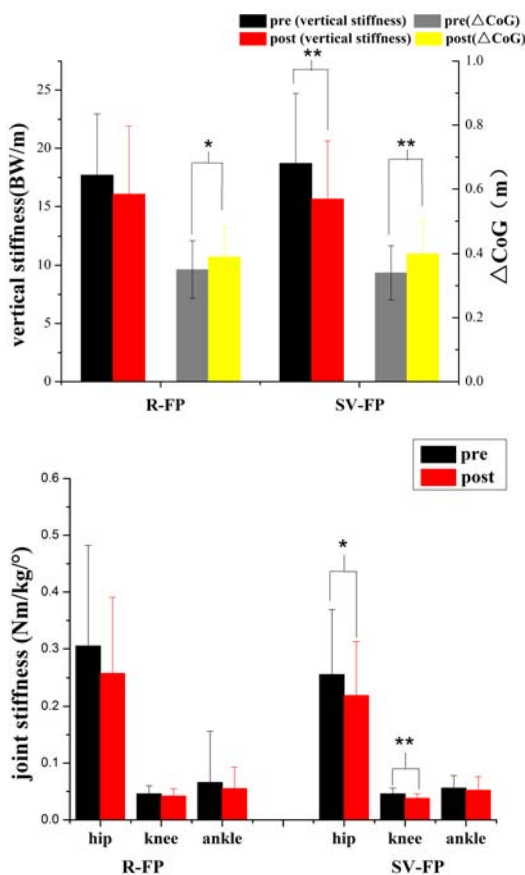 pre (vertical stiffness) pre(△CoG)
post (vertical stiffness) post(△CoG)
** 
25
20
15
10
5
0
vertical stiffness(BW/m)
*
**
1.0
0.8
0.6
0.4
0.2
0.0
△CoG（m）
R-FP SV-FP
pre
post
0.6
0.5
0.4
0.3
0.2
0.1
0.0
joint stiffness (Nm/kg/°)
*
**
hip knee ankle hip knee ankle
R-FP SV-FP